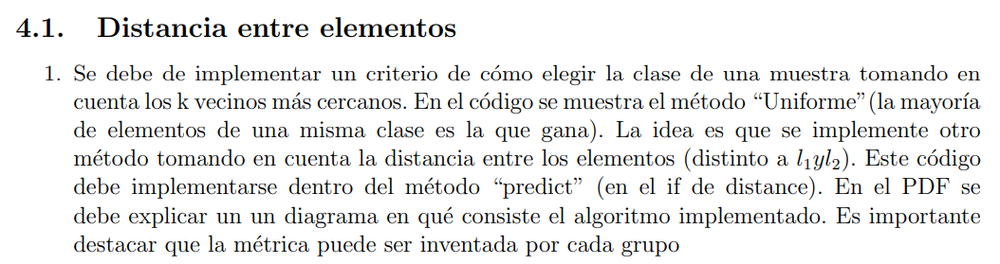 4.1. Distancia entre elementos
1. Se debe de implementar un criterio de cómo elegir la clase de una muestra tomando en
cuenta los k vecinos más cercanos. En el código se muestra el método “Uniforme”(la mayoría
de elementos de una misma clase es la que gana). La idea es que se implemente otro
método tomando en cuenta la distancia entre los elementos (distinto a l₁yl₂). Este código
debe implementarse dentro del método “predict” (en el if de distance). En el PDF se
debe explicar un un diagrama en qué consiste el algoritmo implementado. Es importante
destacar que la métrica puede ser inventada por cada grupo